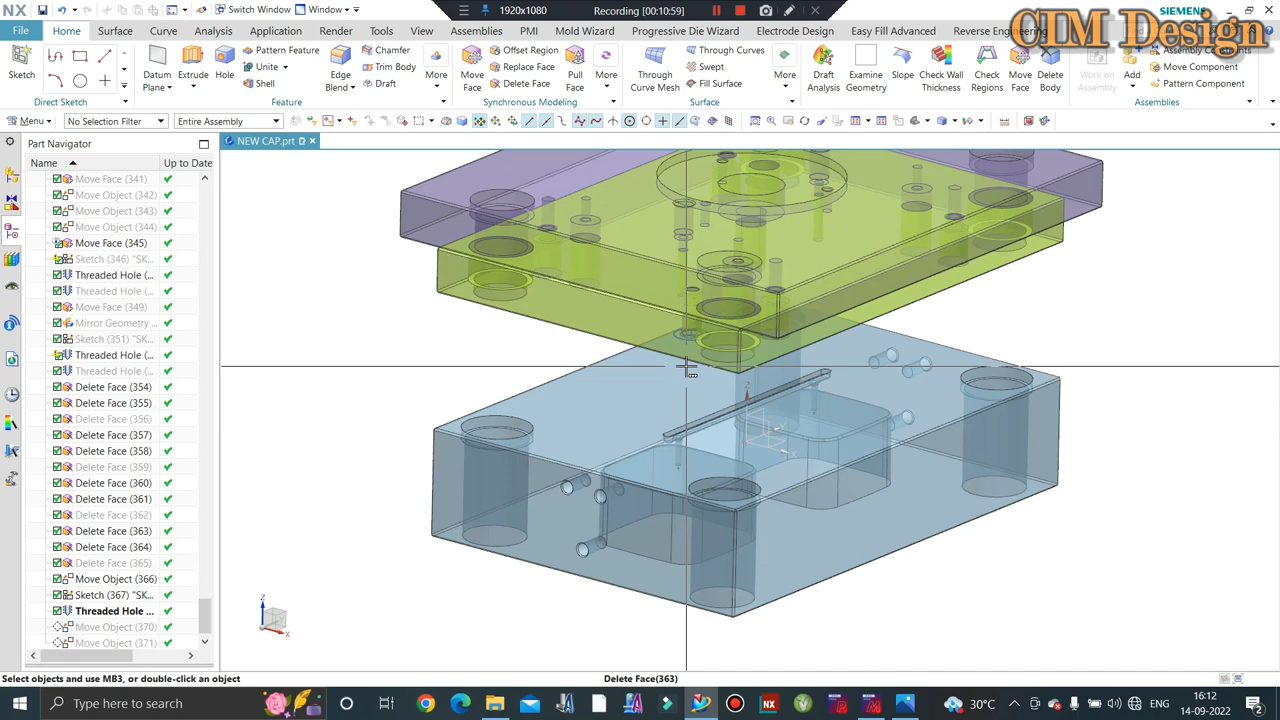 NX Switch Window Window 1920x1080 Recording [00:10:59] SIEMENS
CIM Design
File Home Surface Curve Analysis View Render Tools Application Assemblies PMI Mold Wizard Progressive Die Wizard Electrode Design Easy Fill Advanced Reverse Engineering
Sketch
Direct Sketch
Datum Plane
Extrude
Hole
Pattern Feature
Unite
Shell
Edge Blend
Chamfer
Trim Body
Draft
More
Feature
Move Face
Offset Region
Replace Face
Delete Face
Pull Face
More
Synchronous Modeling
Through Curve Mesh
Through Curves
Swept
Fill Surface
More
Surface
Draft Analysis
Examine Geometry
Slope
Check Wall Thickness
Check Regions
Move Face
Delete Body
Work on Assembly
Add
Assembly Constraints
Move Component
Pattern Component
Assemblies
Menu No Selection Filter Entire Assembly
Part Navigator
NEW CAP.prt
Name Up to Date
Move Face (341)
Move Object (342)
Move Object (343)
Move Object (344)
Move Face (345)
Sketch (346) "SK...
Threaded Hole (...
Threaded Hole (...
Move Face (349)
Mirror Geometry ...
Sketch (351) "SK...
Threaded Hole (...
Threaded Hole (...
Delete Face (354)
Delete Face (355)
Delete Face (356)
Delete Face (357)
Delete Face (358)
Delete Face (359)
Delete Face (360)
Delete Face (361)
Delete Face (362)
Delete Face (363)
Delete Face (364)
Delete Face (365)
Move Object (366)
Sketch (367) "SK...
Threaded Hole ...
Move Object (370)
Move Object (371)
Z
Z
X
Select objects and use MB3, or double-click an object
Delete Face(363)
Type here to search
30°C
ENG
16:12
14-09-2022